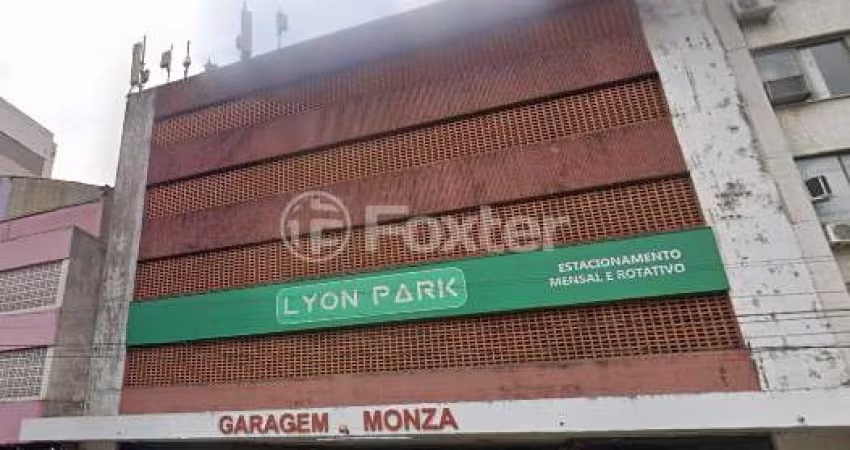 Foxter
LYON PARK
ESTACIONAMENTO
MENSAL E ROTATIVO
GARAGEM MONZA